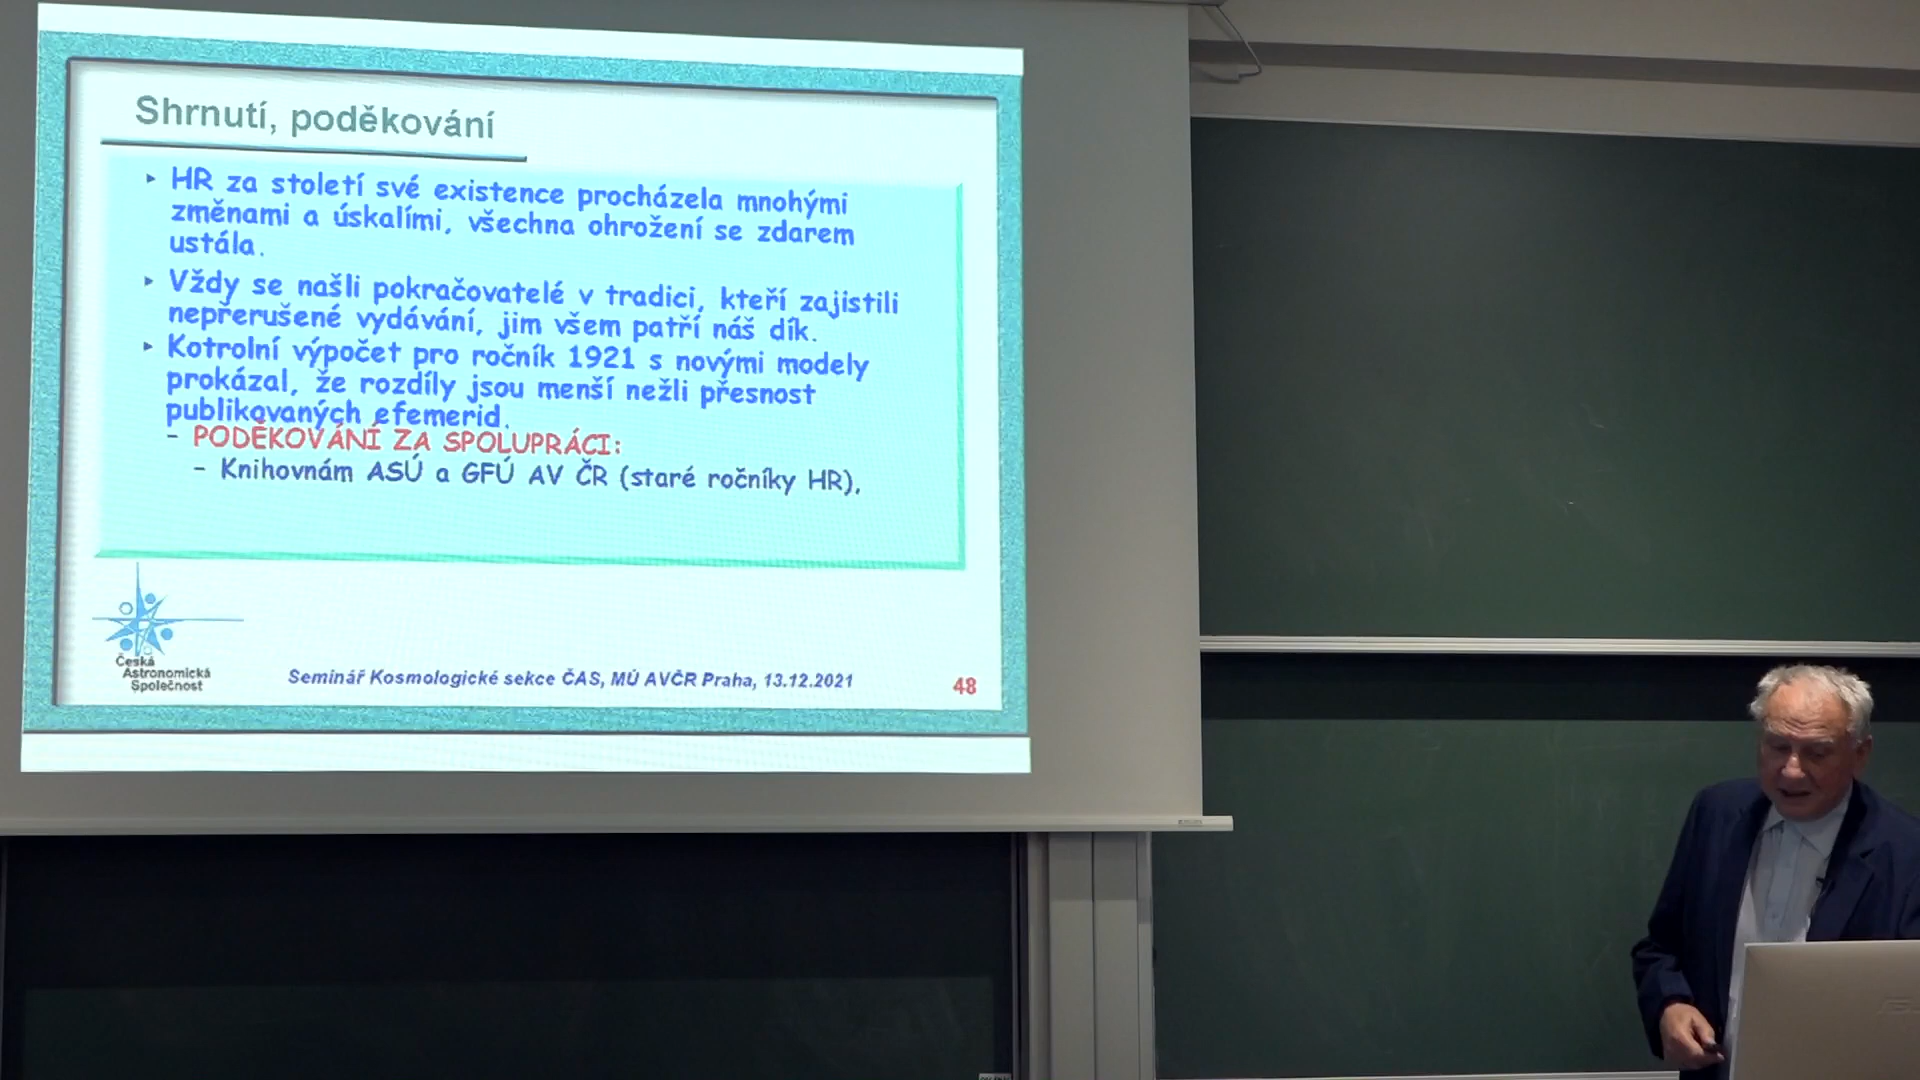 Shrnutí, poděkování
▸ HR za století své existence procházela mnohými
změnami a úskalími, všechna ohrožení se zdarem
ustála.
▸ Vždy se našli pokračovatelé v tradici, kteří zajistili
nepřerušené vydávání, jim všem patří náš dík.
▸ Kotrolní výpočet pro ročník 1921 s novými modely
prokázal, že rozdíly jsou menší nežli přesnost
publikovaných efemerid.
– PODĚKOVÁNÍ ZA SPOLUPRÁCI:
– Knihovnám ASÚ a GFÚ AV ČR (staré ročníky HR),
Česká
Astronomická
Společnost
Seminář Kosmologické sekce ČAS, MÚ AVČR Praha, 13.12.2021
48